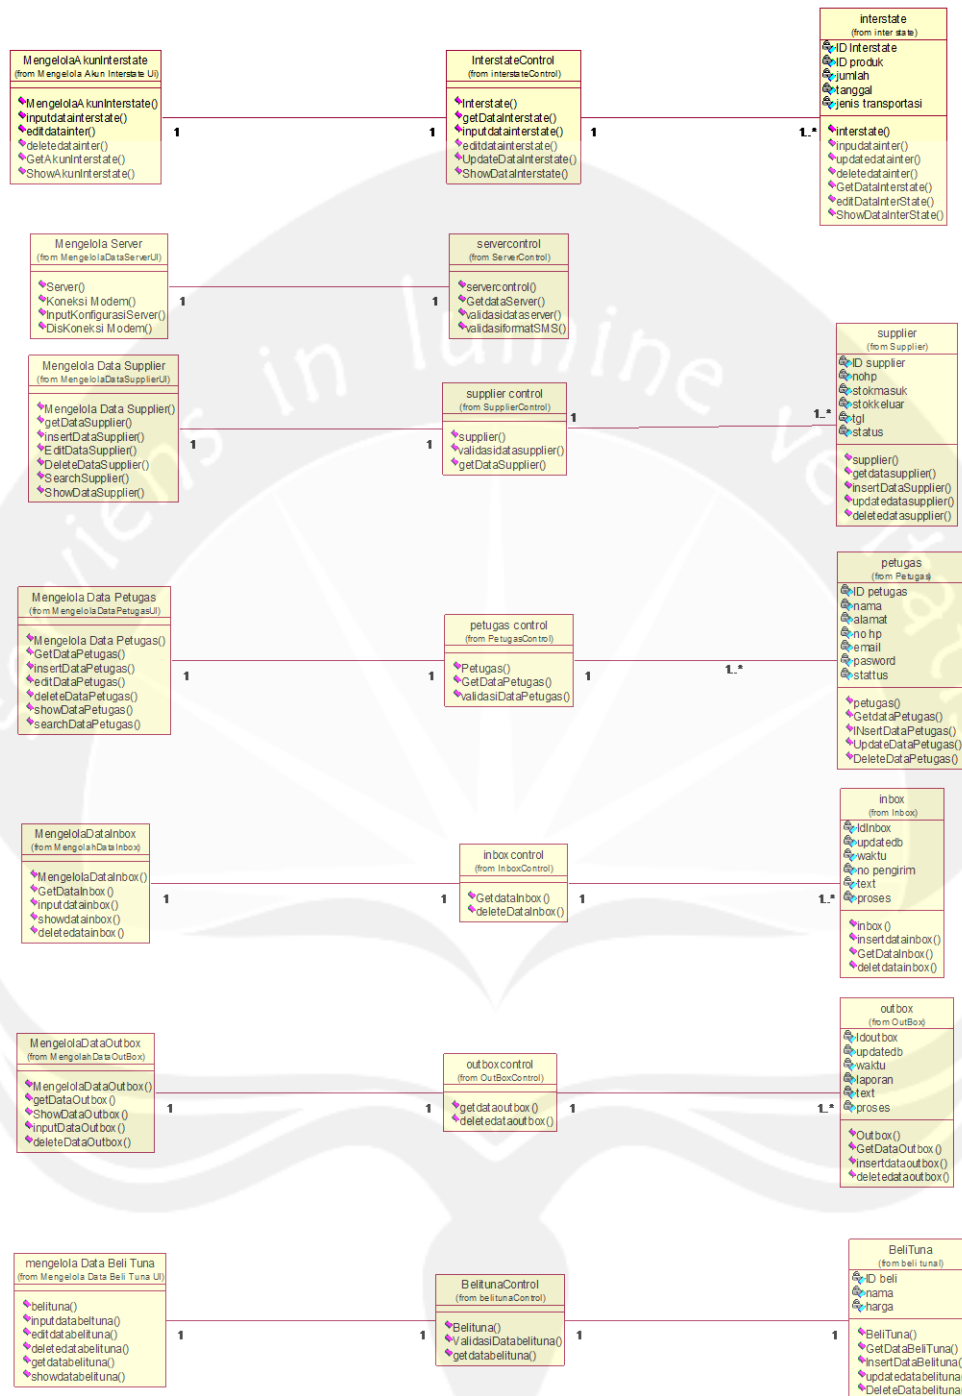 MengelolaAkunInterstate
(from Mengelola Akun Interstate Ui)
MengelolaAkunInterstate()
inputdatainterstate()
editdatainter()
deletedatainter()
GetAkunInterstate()
ShowAkunInterstate()
1
1
InterstateControl
(from interstateControl)
Interstate()
getDataInterstate()
inputdatainterstate()
editdatainterstate()
UpdateDataInterstate()
ShowDataInterstate()
1
1..*
interstate
(from inter state)
ID Interstate
ID produk
jumlah
tanggal
jenis transportasi
interstate()
inpudatainter()
updatedatainter()
deletedatainter()
GetDataInterstate()
editDataInterState()
ShowDataInterState()
Mengelola Server
(from MengelolaDataServerUI)
Server()
Koneksi Modem()
InputKonfigurasiServer()
DisKoneksi Modem()
1
1
servercontrol
(from ServerControl)
servercontrol()
GetdataServer()
validasidataserver()
validasiformatSMS()
Mengelola Data Supplier
(from MengelolaDataSupplierUI)
Mengelola Data Supplier()
getDataSupplier()
insertDataSupplier()
EditDataSupplier()
DeleteDataSupplier()
SearchSupplier()
ShowDataSupplier()
1
1
supplier control
(from SupplierControl)
supplier()
validasidatasupplier()
getDataSupplier()
1
1..*
supplier
(from Supplier)
ID supplier
nohp
stokmasuk
stokkeluar
tgl
status
supplier()
getdatasupplier()
insertDataSupplier()
updatedatasupplier()
deletedatasupplier()
Mengelola Data Petugas
(from MengelolaDataPetugasUI)
Mengelola Data Petugas()
GetDataPetugas()
insertDataPetugas()
editDataPetugas()
deleteDataPetugas()
showDataPetugas()
searchDataPetugas()
1
1
petugas control
(from PetugasControl)
Petugas()
GetDataPetugas()
validasiDataPetugas()
1
1..*
petugas
(from Petugas)
ID petugas
nama
alamat
no hp
email
pasword
stattus
petugas()
GetdataPetugas()
INsertDataPetugas()
UpdateDataPetugas()
DeleteDataPetugas()
MengelolaDataInbox
(from MengolahDataInbox)
MengelolaDataInbox()
GetDataInbox()
inputdatainbox()
showdatainbox()
deletedatainbox()
1
1
inbox control
(from InboxControl)
GetdataInbox()
deleteDataInbox()
1
1..*
inbox
(from Inbox)
IdInbox
updatedb
waktu
no pengirim
text
proses
inbox()
insertdatainbox()
GetDataInbox()
deletdatainbox()
MengelolaDataOutbox
(from MengolahDataOutBox)
MengelolaDataOutbox()
getDataOutbox()
ShowDataOutbox()
inputDataOutbox()
deleteDataOutbox()
1
1
outbox control
(from OutBoxControl)
getdataoutbox()
deletedataoutbox()
1
1..*
outbox
(from OutBox)
Idoutbox
updatedb
waktu
laporan
text
proses
Outbox()
GetDataOutbox()
insertdataoutbox()
deletedataoutbox()
mengelola Data Beli Tuna
(from Mengelola Data Beli Tuna UI)
belituna()
inputdatabeltuna()
editdatabelituna()
deletedatabelituna()
getdatabelituna()
showdatabelituna()
1
1
BelitunaControl
(from belitunaControl)
Belituna()
ValidasiDatabelituna()
getdatabelituna()
1
1
BeliTuna
(from beli tunal)
ID beli
nama
harga
BeliTuna()
GetDataBeliTuna()
InsertDataBelituna(
updatedatabelituna(
DeleteDatabelituna(
serviens in lumine veritatis